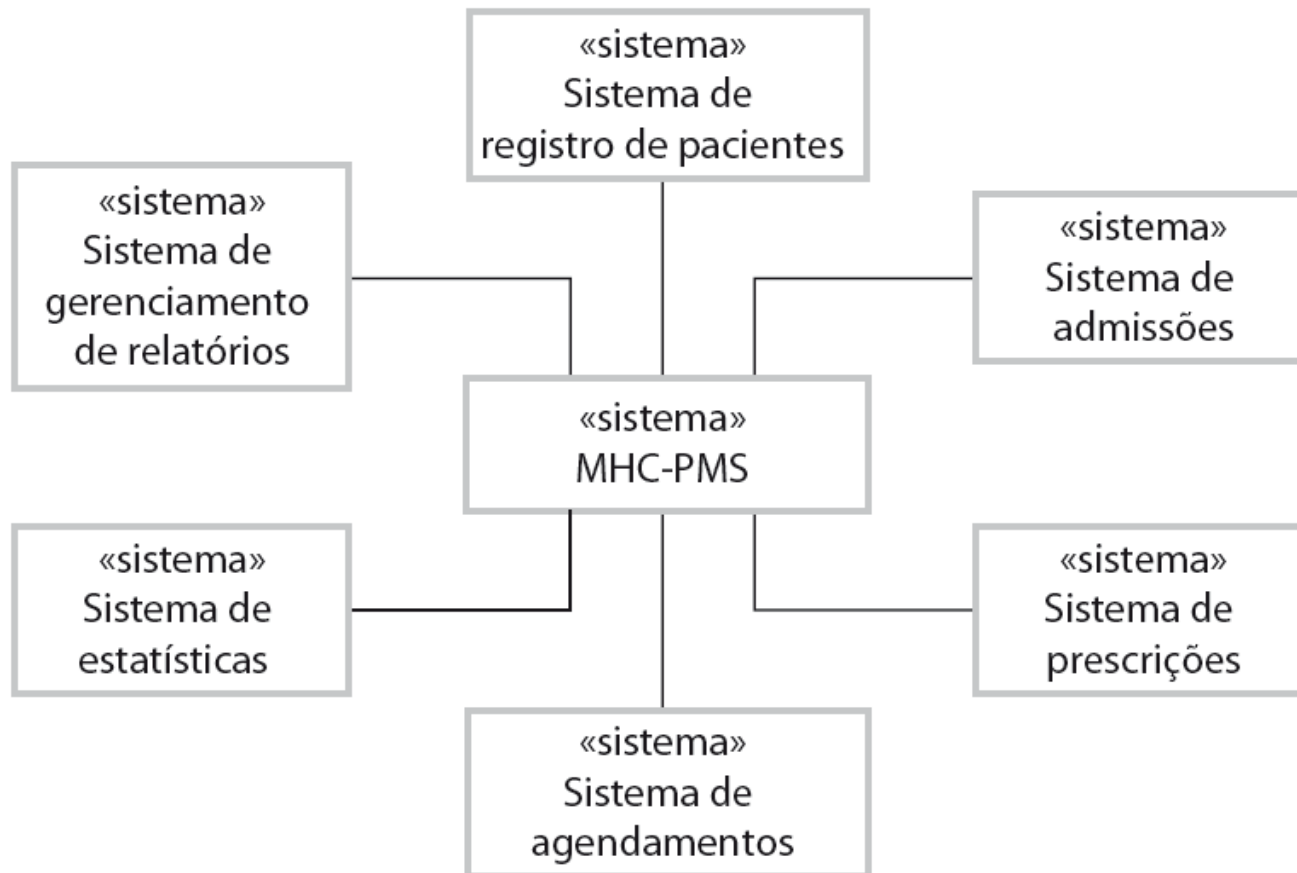 «sistema»
Sistema de
registro de pacientes
«sistema»
Sistema de
gerenciamento
de relatórios
«sistema»
Sistema de
admissões
«sistema»
MHC-PMS
«sistema»
Sistema de
estatísticas
«sistema»
Sistema de
prescrições
«sistema»
Sistema de
agendamentos